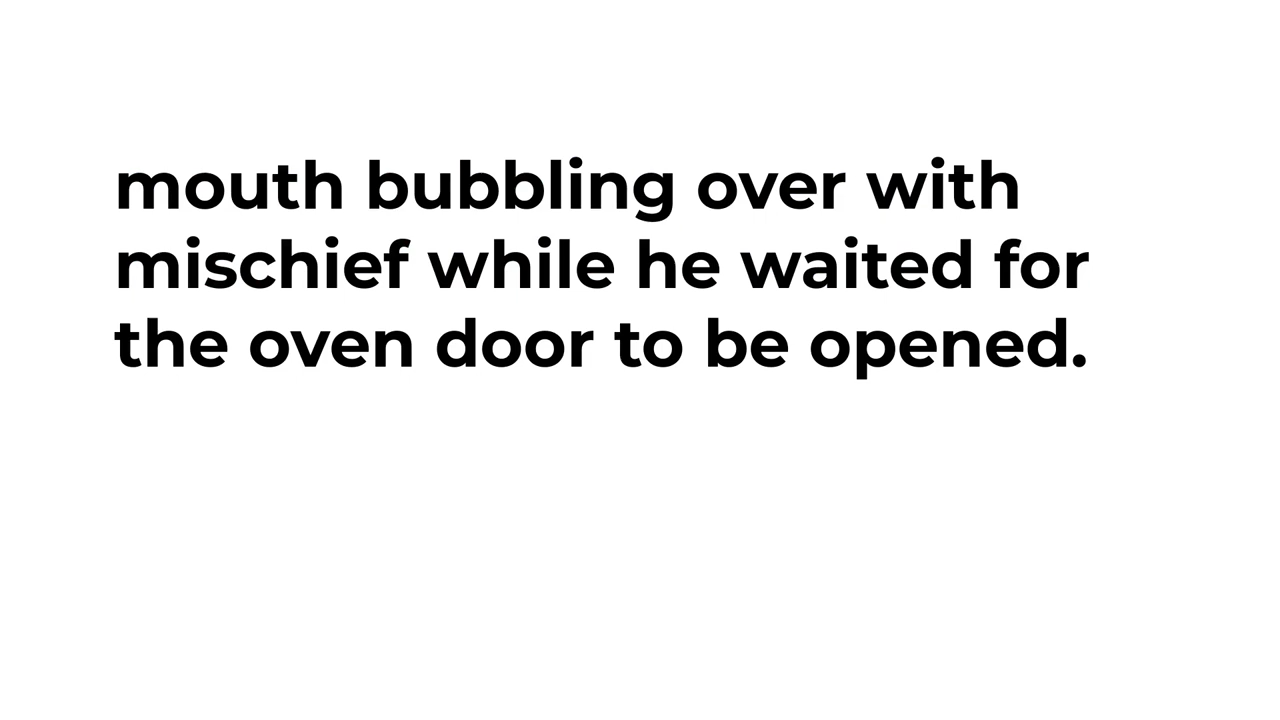 mouth bubbling over with
mischief while he waited for
the oven door to be opened.